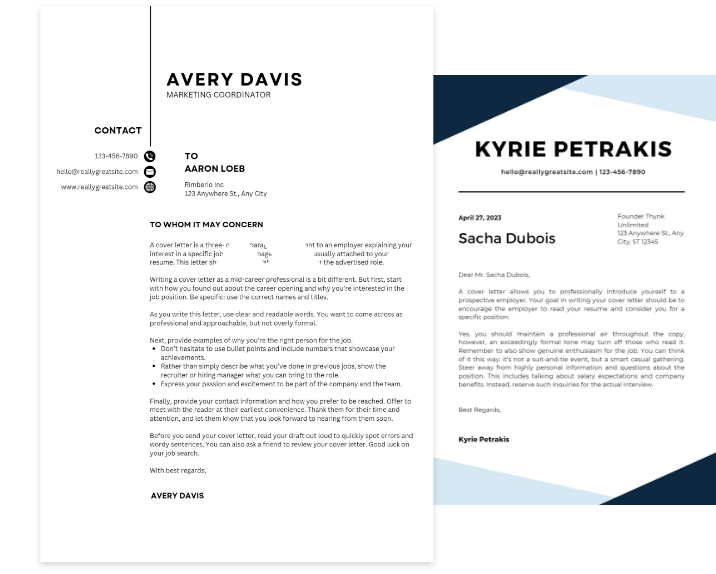 AVERY DAVIS
MARKETING COORDINATOR
CONTACT
123-456-7890
hello@reallygreatsite.com
www.reallygreatsite.com
TO
AARON LOEB
Rimberio Inc
123 Anywhere St., Any City
TO WHOM IT MAY CONCERN
A cover letter is a three- to an employer explaining your
interest in a specific job usually attached to your
resume. This letter the advertised role.
Writing a cover letter as a mid-career professional is a bit different. But first, start
with how you found out about the career opening and why you're interested in the
job position. Be specific: use the correct names and titles.
As you write this letter, use clear and readable words. You want to come across as
professional and approachable, but not overly formal.
Next, provide examples of why you're the right person for the job.
• Don't hesitate to use bullet points and include numbers that showcase your
achievements.
• Rather than simply describe what you've done in previous jobs, show the
recruiter or hiring manager what you can bring to the role.
• Express your passion and excitement to be part of the company and the team.
Finally, provide your contact information and how you prefer to be reached. Offer to
meet with the reader at their earliest convenience. Thank them for their time and
attention, and let them know that you look forward to hearing from them soon.
Before you send your cover letter, read your draft out loud to quickly spot errors and
wordy sentences. You can also ask a friend to review your cover letter. Good luck on
your job search.
With best regards,
AVERY DAVIS
KYRIE PETRAKIS
hello@reallygreatsite.com | 123-456-7890
April 27, 2023
Sacha Dubois
Founder Thynk
Unlimited
123 Anywhere St., Any
City, ST 12345
Dear Mr. Sacha Dubois,
A cover letter allows you to professionally introduce yourself to a
prospective employer. Your goal in writing your cover letter should be to
encourage the employer to read your resume and consider you for a
specific position.
Yes, you should maintain a professional air throughout the copy,
however, an exceedingly formal tone may turn off those who read it.
Remember to also show genuine enthusiasm for the job. You can think
of it this way: it's not a suit-and-tie event, but a smart casual gathering.
Steer away from highly personal information and questions about the
position. This includes talking about salary expectations and company
benefits. Instead, reserve such inquiries for the actual interview.
Best Regards,
Kyrie Petrakis